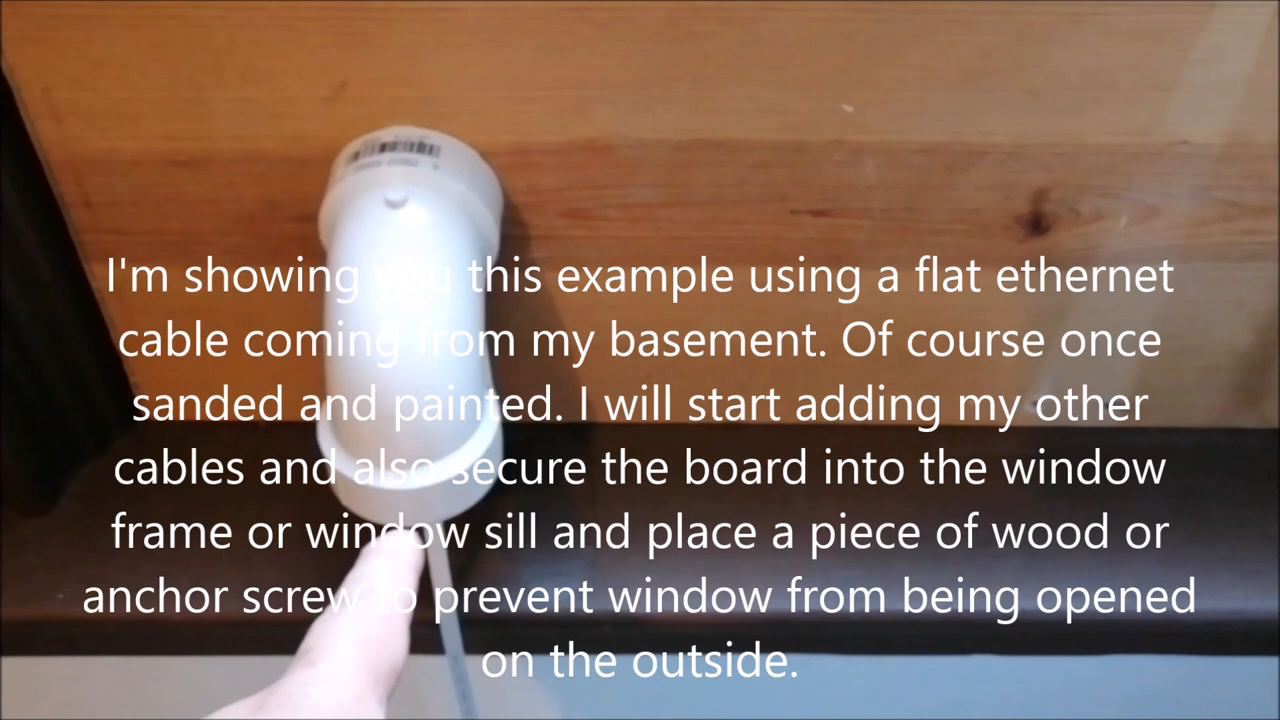 I'm showing you this example using a flat ethernet
cable coming from my basement. Of course once
sanded and painted. I will start adding my other
cables and also secure the board into the window
frame or window sill and place a piece of wood or
anchor screw to prevent window from being opened
on the outside.